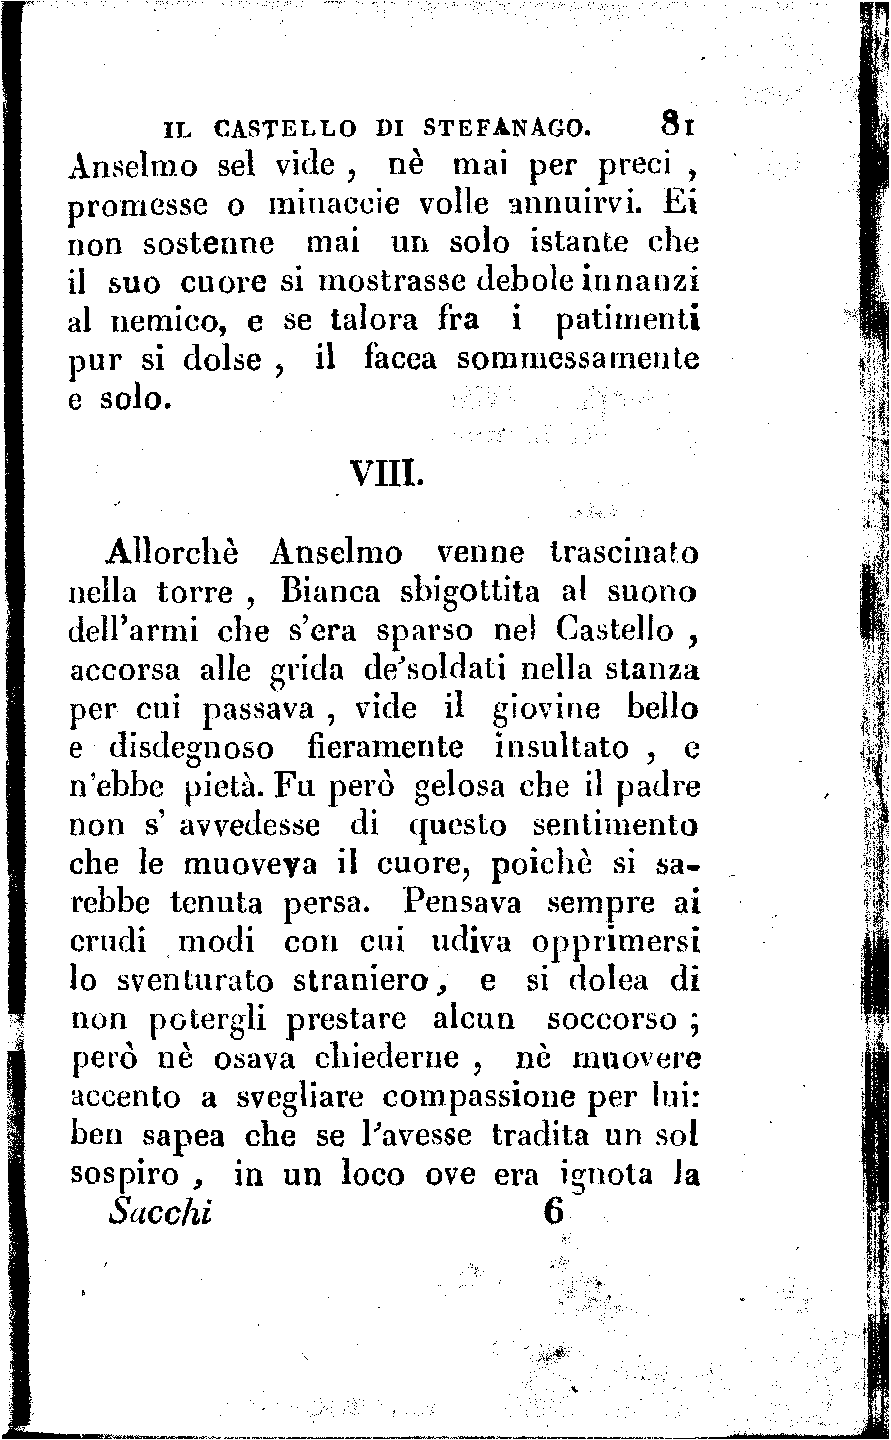 IL CASTELLO DI STEFANAGO. 81
Anselmo sel vide , nè mai per preci ,
promesse o minaccie volle annuirvi. Ei
non sostenne mai un solo istante che
il suo cuore si mostrasse debole innanzi
al nemico, e se talora fra i patimenti
pur si dolse , il facea sommessamente
e solo.
VIII.
Allorchè Anselmo venne trascinato
nella torre , Bianca sbigottita al suono
dell'armi che s'era sparso nel Castello ,
accorsa alle grida de'soldati nella stanza
per cui passava , vide il giovine bello
e disdegnoso fieramente insultato , e
n'ebbe pietà. Fu però gelosa che il padre
non s' avvedesse di questo sentimento
che le muoveva il cuore, poichè si sa-
rebbe tenuta persa. Pensava sempre ai
crudi modi con cui udiva opprimersi
lo sventurato straniero, e si dolea di
non potergli prestare alcun soccorso ;
però nè osava chiederne , nè muovere
accento a svegliare compassione per lui:
ben sapea che se l'avesse tradita un sol
sospiro , in un loco ove era ignota la
Sacchi 6